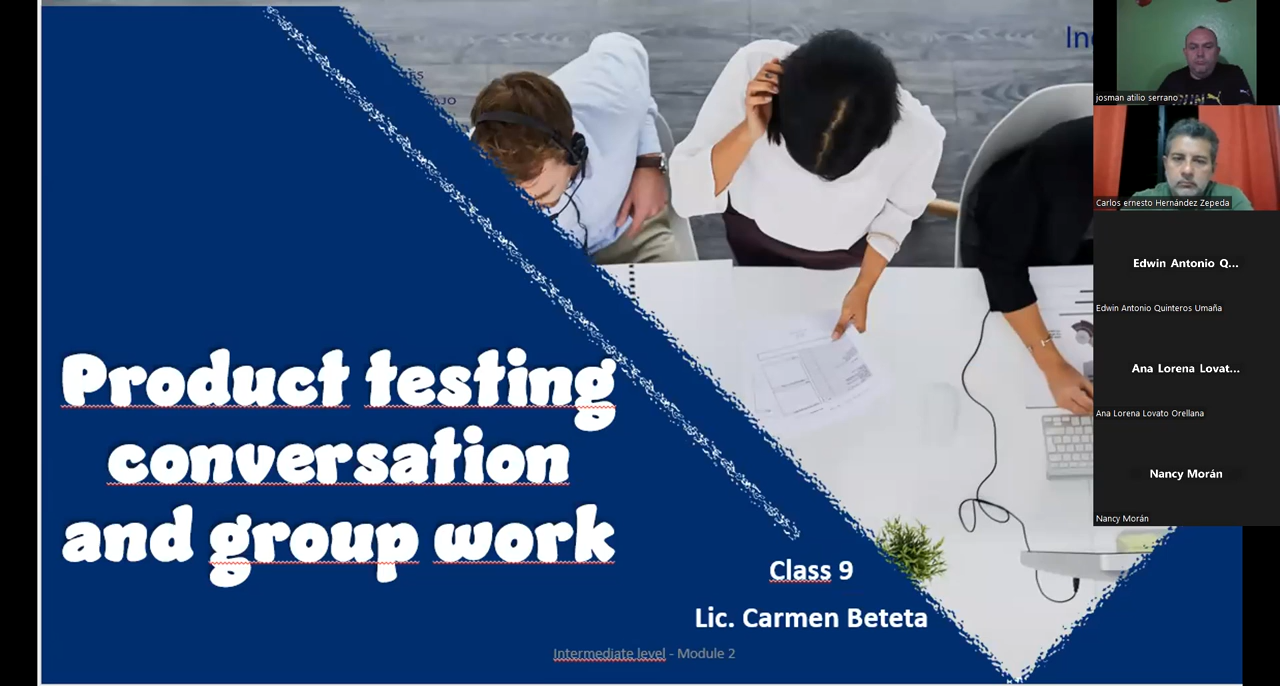 Product testing
conversation
and group work
Class 9
Lic. Carmen Beteta
Intermediate level - Module 2
josman atilio serrano
Carlos ernesto Hernández Zepeda
Edwin Antonio Q...
Edwin Antonio Quinteros Umaña
Ana Lorena Lovat...
Ana Lorena Lovato Orellana
Nancy Morán
Nancy Morán